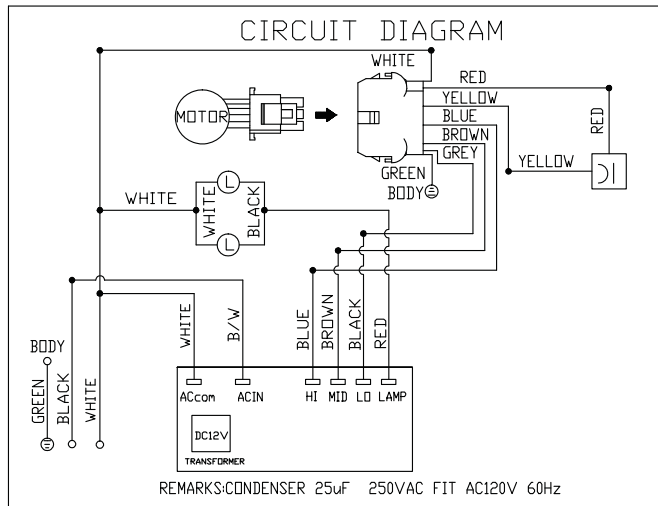 CIRCUIT DIAGRAM
WHITE
RED
YELLOW
BLUE
BROWN
GREY
RED
MOTOR
GREEN
BODY
YELLOW
WHITE
WHITE
L
L
BLACK
WHITE
B/W
BLUE
BROWN
BLACK
RED
BODY
GREEN
BLACK
WHITE
ACcom
ACIN
HI
MID
LO
LAMP
DC12V
TRANSFORMER
REMARKS:CONDENSER 25uF 250VAC FIT AC120V 60Hz